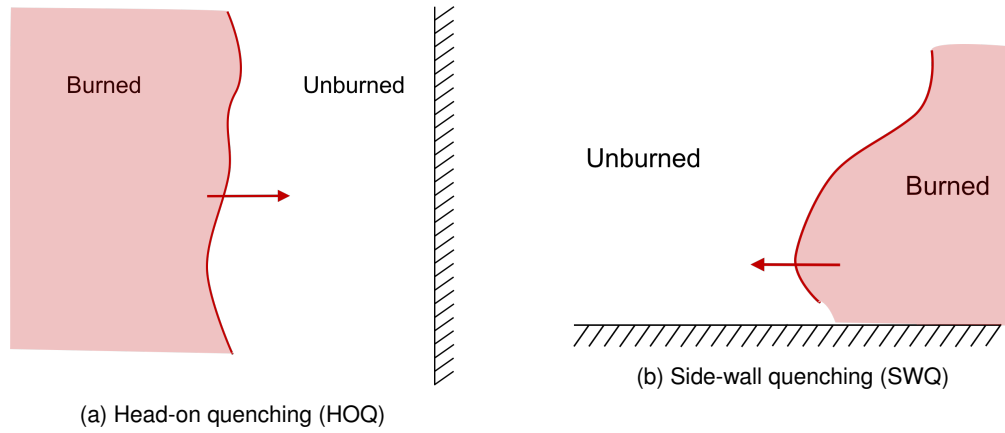 Burned
Unburned
(a) Head-on quenching (HOQ)
Unburned
Burned
(b) Side-wall quenching (SWQ)